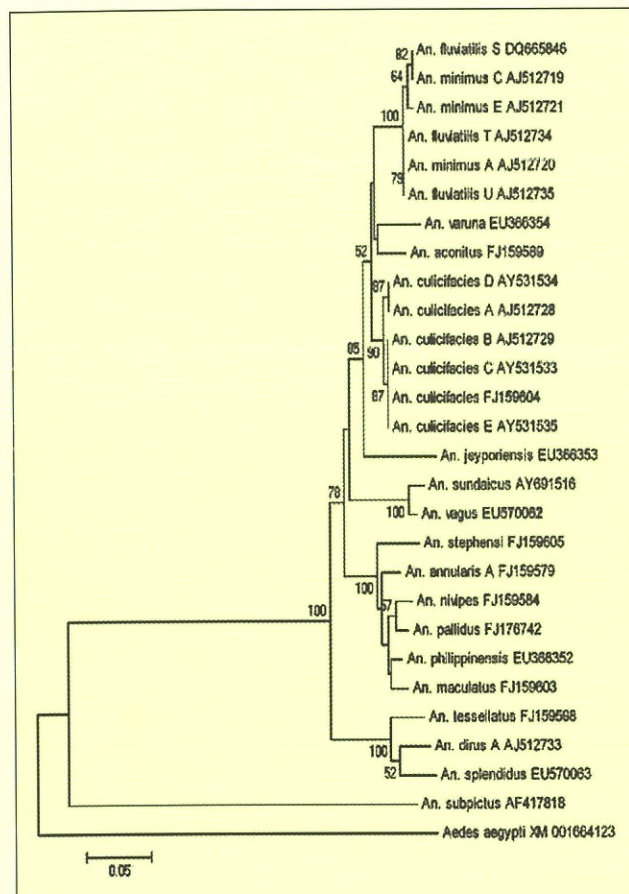 An. fluviatilis S DQ665846
82
64
An. minimus C AJ512719
An. minimus E AJ512721
100
An. fluviatilis T AJ512734
An. minimus A AJ512720
79
An. fluviatilis U AJ512735
An. varuna EU366354
52
An. aconitus FJ159589
87
An. culicifacies D AY531534
An. culicifacies A AJ512728
An. culicifacies B AJ512729
85
90
An. culicifacies C AY531533
87
An. culicifacies FJ159604
An. culicifacies E AY531535
An. jeyporiensis EU366353
An. sundaicus AY691516
78
100
An. vagus EU570062
An. stephensi FJ159605
An. annularis A FJ159579
100
An. nivipes FJ159584
57
100
An. pallidus FJ176742
An. philippinensis EU366352
An. maculatus FJ159603
An. tessellatus FJ159598
100
An. dirus A AJ512733
52
An. splendidus EU570063
An. subpictus AF417818
Aedes aegypti XM 001664123
0.05